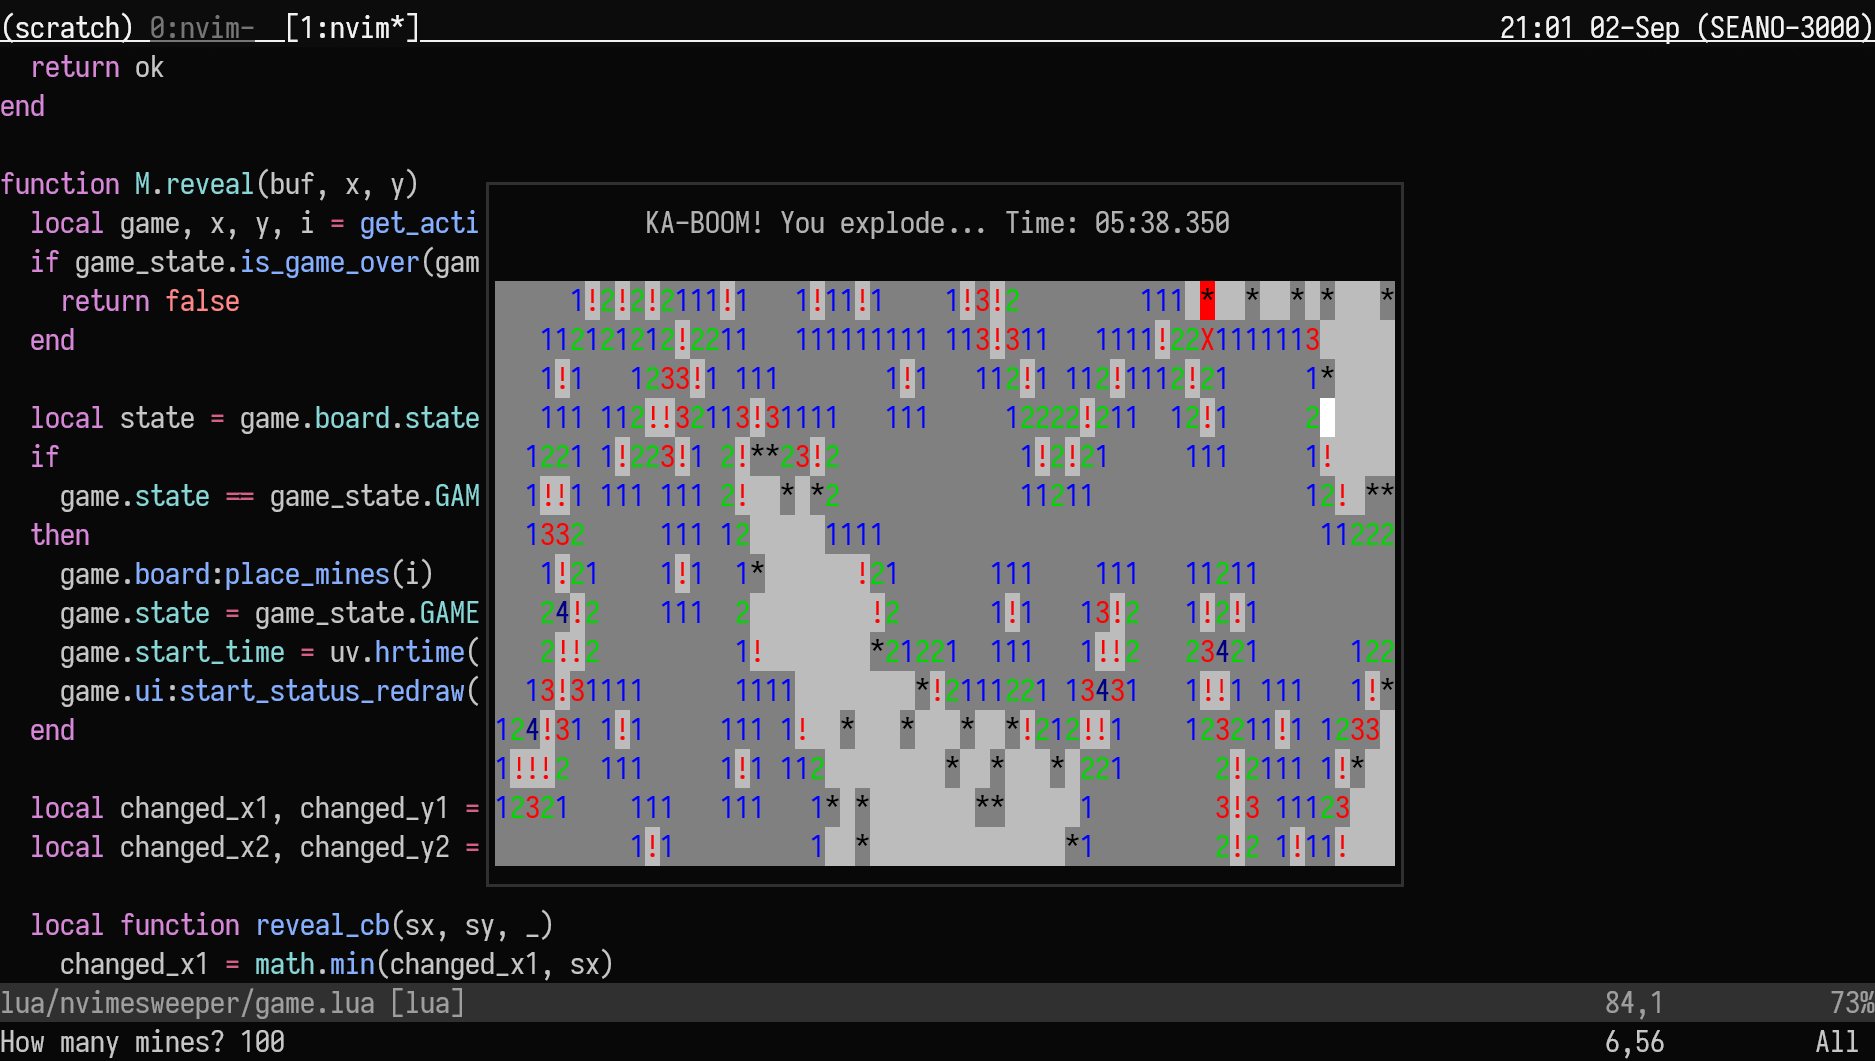 (scratch) 0:nvim- [1:nvim*] 21:01 02-Sep (SEANO-3000)
return ok
end
function M.reveal(buf, x, y)
local game, x, y, i = get_acti
if game_state.is_game_over(gam
return false
end
local state = game.board.state
if
game.state == game_state.GAM
then
game.board:place_mines(i)
game.state = game_state.GAME
game.start_time = uv.hrtime(
game.ui:start_status_redraw(
end
local changed_x1, changed_y1 =
local changed_x2, changed_y2 =
local function reveal_cb(sx, sy, _)
changed_x1 = math.min(changed_x1, sx)
KA-BOOM! You explode... Time: 05:38.350
1!2!2!2111!1 1!11!1 1!3!2 111 * * * * *
112121212!2211 111111111 113!311 1111!22X1111113
1!1 1233!1 111 1!1 112!1 112!1112!21 1*
111 112!!32113!31111 111 12222!211 12!1 2
1221 1!223!1 2!**23!2 1!2!21 111 1!
1!!1 111 111 2! * *2 11211 12! **
1332 111 12 1111 11222
1!21 1!1 1* !21 111 111 11211
24!2 111 2 !2 1!1 13!2 1!2!1
2!!2 1! *21221 111 1!!2 23421 122
13!31111 1111 *!2111221 13431 1!!1 111 1!*
124!31 1!1 111 1! * * * *!212!!1 123211!1 1233
1!!!2 111 1!1 112 * * * 221 2!2111 1!*
12321 111 111 1* * ** 1 3!3 11123
1!1 1 * *1 2!2 1!11!
lua/nvimesweeper/game.lua [lua] 84,1 73%
How many mines? 100 6,56 All